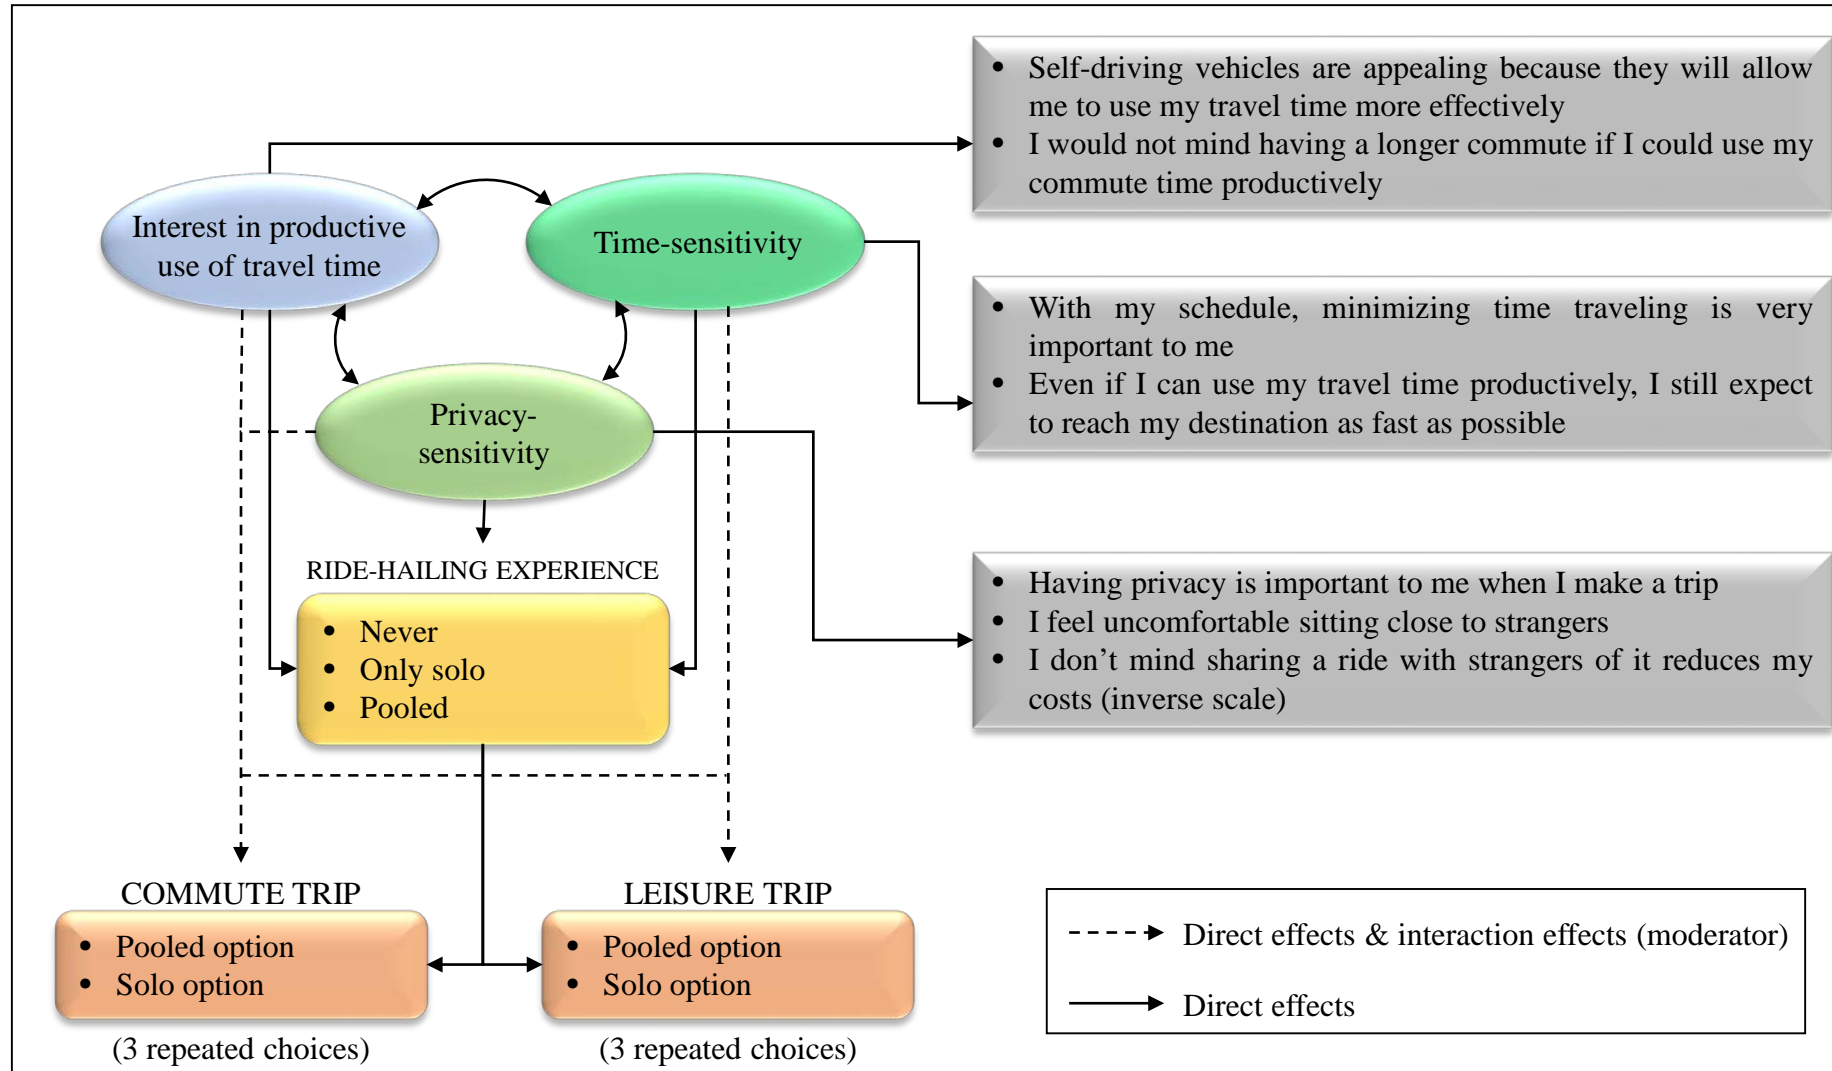 • Self-driving vehicles are appealing because they will allow
me to use my travel time more effectively
• I would not mind having a longer commute if I could use my
commute time productively
Interest in productive
use of travel time
Time-sensitivity
• With my schedule, minimizing time traveling is very
important to me
• Even if I can use my travel time productively, I still expect
to reach my destination as fast as possible
Privacy-
sensitivity
RIDE-HAILING EXPERIENCE
• Never
• Only solo
• Pooled
• Having privacy is important to me when I make a trip
• I feel uncomfortable sitting close to strangers
• I don’t mind sharing a ride with strangers of it reduces my
costs (inverse scale)
COMMUTE TRIP
• Pooled option
• Solo option
(3 repeated choices)
LEISURE TRIP
• Pooled option
• Solo option
(3 repeated choices)
Direct effects & interaction effects (moderator)
Direct effects